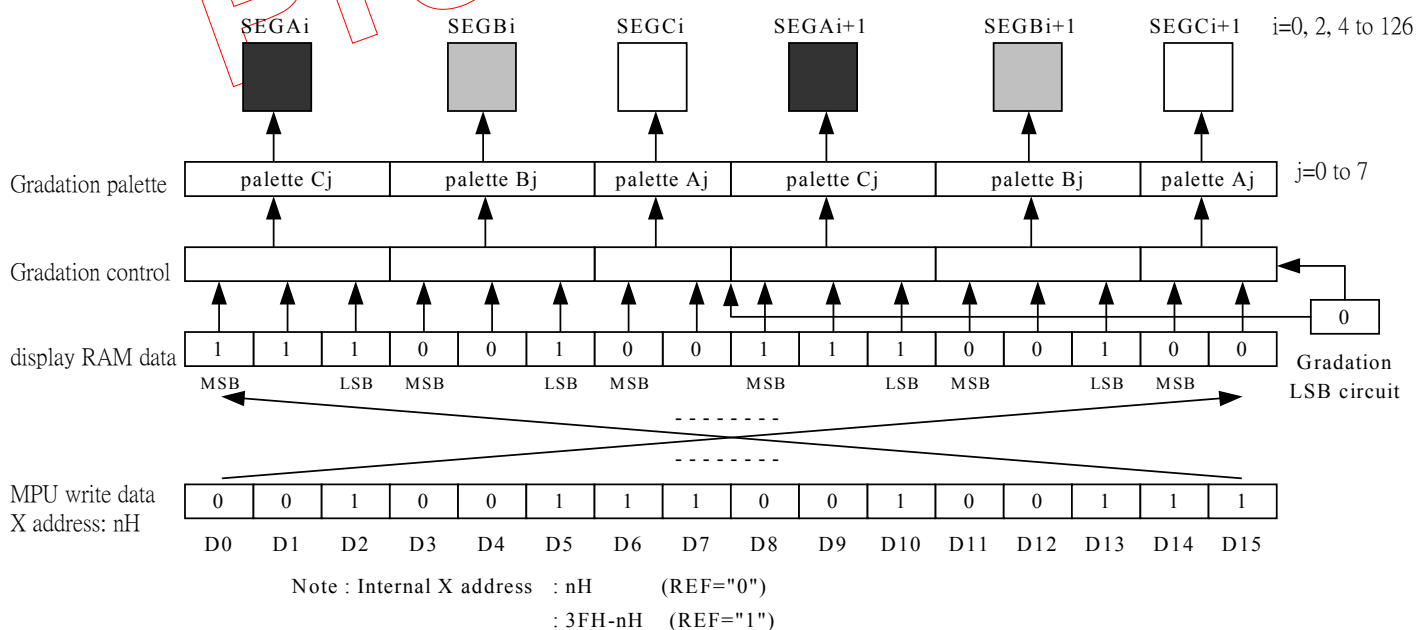 SEGAi SEGBi SEGCi SEGAi+1 SEGBi+1 SEGCi+1 i=0, 2, 4 to 126
Gradation palette palette Cj palette Bj palette Aj palette Cj palette Bj palette Aj j=0 to 7
Gradation control
0
display RAM data 1 1 1 0 0 1 0 0 1 1 1 0 0 1 0 0
MSB LSB MSB LSB MSB MSB LSB MSB LSB MSB
Gradation
LSB circuit
MPU write data 0 0 1 0 0 1 1 1 0 0 1 0 0 1 1 1
X address: nH
D0 D1 D2 D3 D4 D5 D6 D7 D8 D9 D10 D11 D12 D13 D14 D15
Note : Internal X address : nH (REF="0")
: 3FH-nH (REF="1")